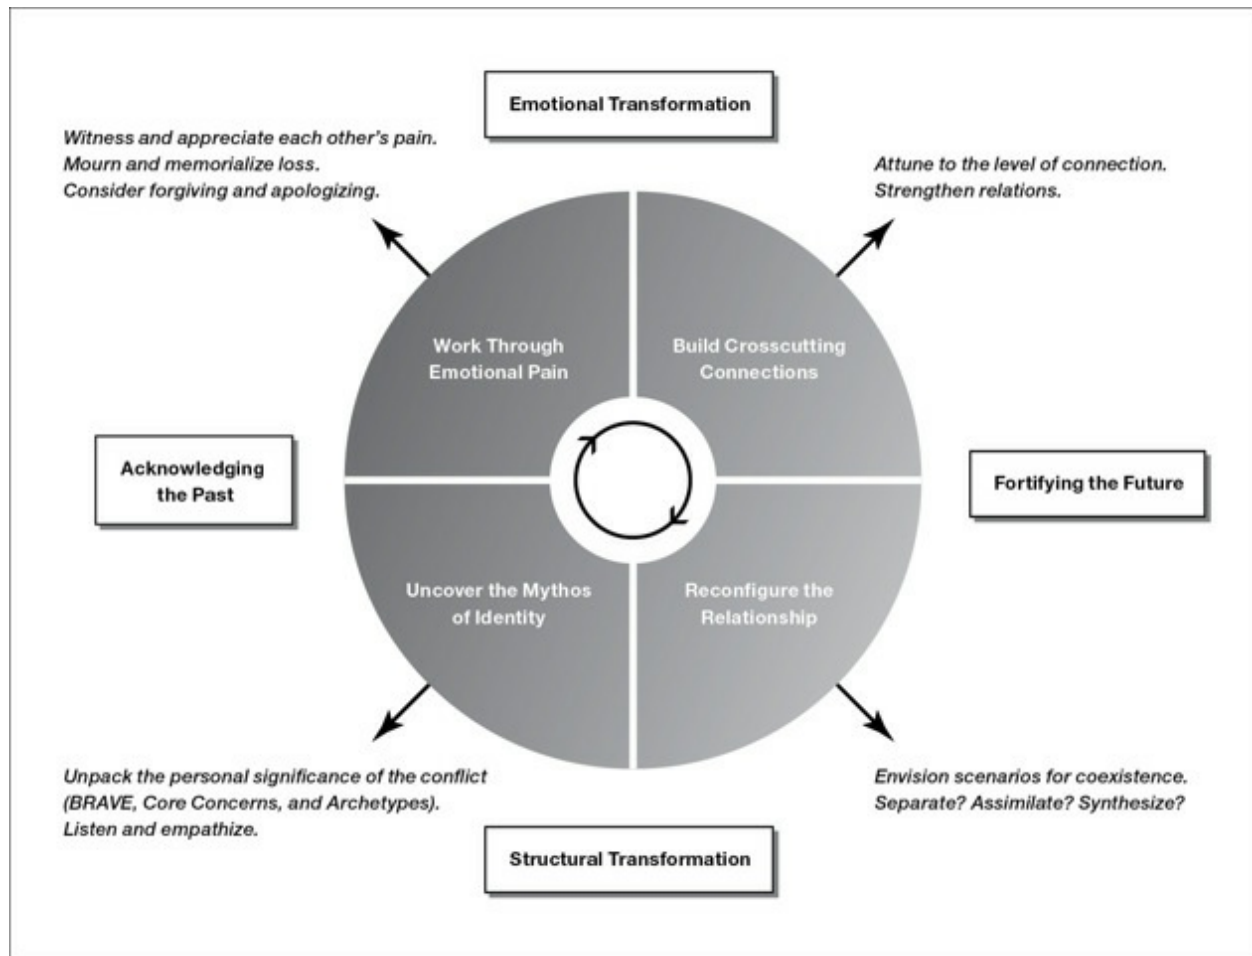 Emotional Transformation
Witness and appreciate each other's pain.
Mourn and memorialize loss.
Consider forgiving and apologizing.
Attune to the level of connection.
Strengthen relations.
Work Through
Emotional Pain
Build Crosscutting
Connections
Acknowledging
the Past
Fortifying the Future
Uncover the Mythos
of Identity
Reconfigure the
Relationship
Unpack the personal significance of the conflict
(BRAVE, Core Concerns, and Archetypes).
Listen and empathize.
Envision scenarios for coexistence.
Separate? Assimilate? Synthesize?
Structural Transformation